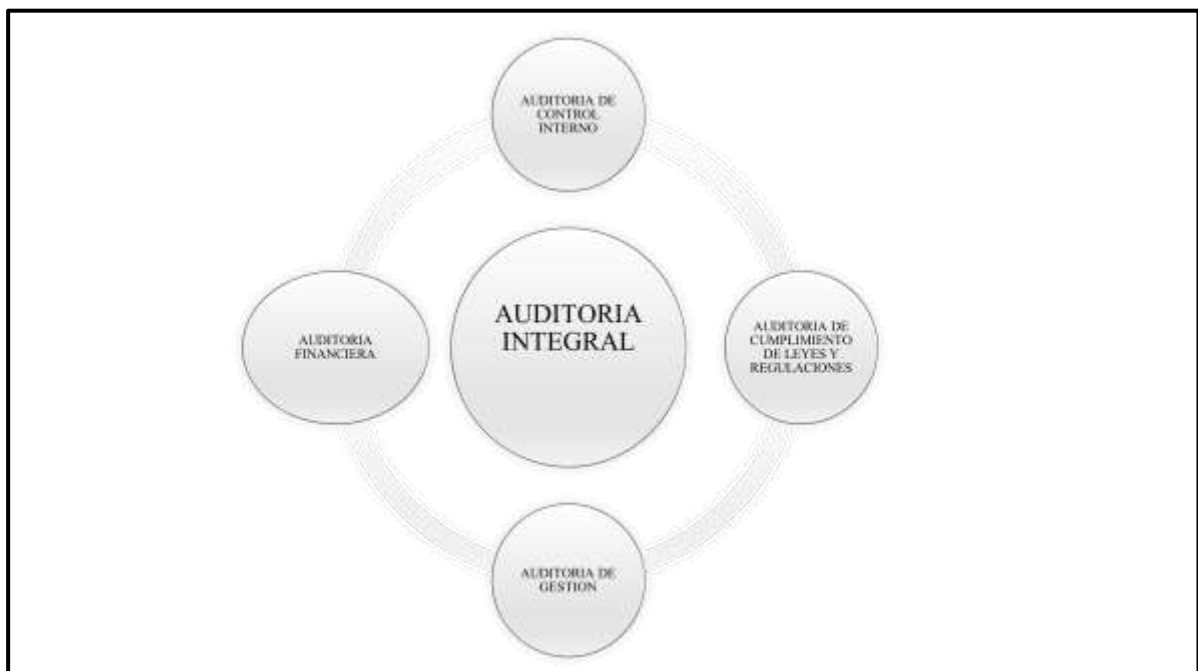 AUDITORIA DE
CONTROL
INTERNO
AUDITORIA
INTEGRAL
AUDITORIA
FINANCIERA
AUDITORIA DE
CUMPLIMIENTO
DE LEYES Y
REGULACIONES
AUDITORIA DE
GESTION